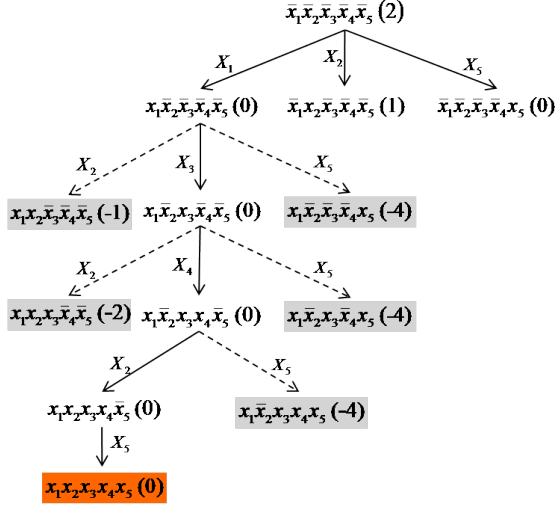 x̄₁x̄₂x̄₃x̄₄x̄₅ (2)
X₁ X₂ X₅
x₁x̄₂x̄₃x̄₄x̄₅ (0) x̄₁x₂x̄₃x̄₄x̄₅ (1) x̄₁x̄₂x̄₃x̄₄x₅ (0)
X₂ X₃ X₅
x₁x₂x̄₃x̄₄x̄₅ (-1) x₁x̄₂x₃x̄₄x̄₅ (0) x₁x̄₂x̄₃x̄₄x₅ (-4)
X₂ X₄ X₅
x₁x₂x₃x̄₄x̄₅ (-2) x₁x̄₂x₃x₄x̄₅ (0) x₁x̄₂x₃x̄₄x₅ (-4)
X₂ X₅
x₁x₂x₃x₄x̄₅ (0) x₁x̄₂x₃x₄x₅ (-4)
X₅
x₁x₂x₃x₄x₅ (0)